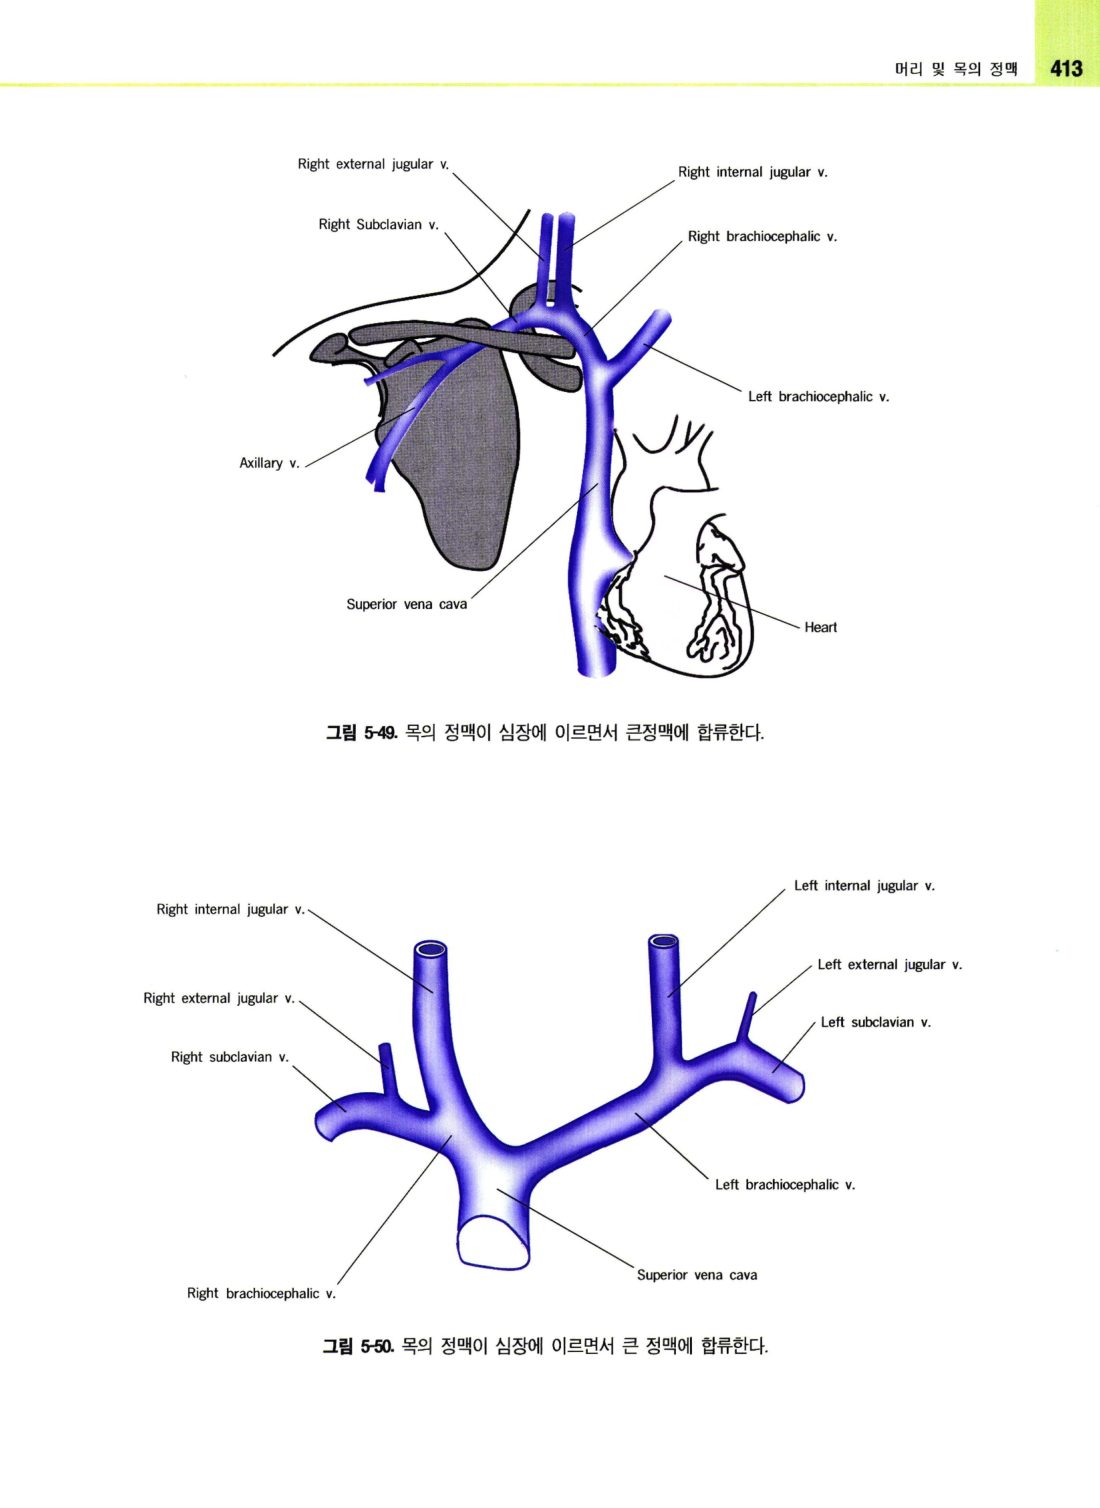 머리 및 목의 정맥 413
Right external jugular v.
Right internal jugular v.
Right Subclavian v.
Right brachiocephalic v.
Left brachiocephalic v.
Axillary v.
Superior vena cava
Heart
그림 5-49. 목의 정맥이 심장에 이르면서 큰정맥에 합류한다.
Left internal jugular v.
Right internal jugular v.
Left external jugular v.
Right external jugular v.
Left subclavian v.
Right subclavian v.
Left brachiocephalic v.
Superior vena cava
Right brachiocephalic v.
그림 5-50. 목의 정맥이 심장에 이르면서 큰 정맥에 합류한다.